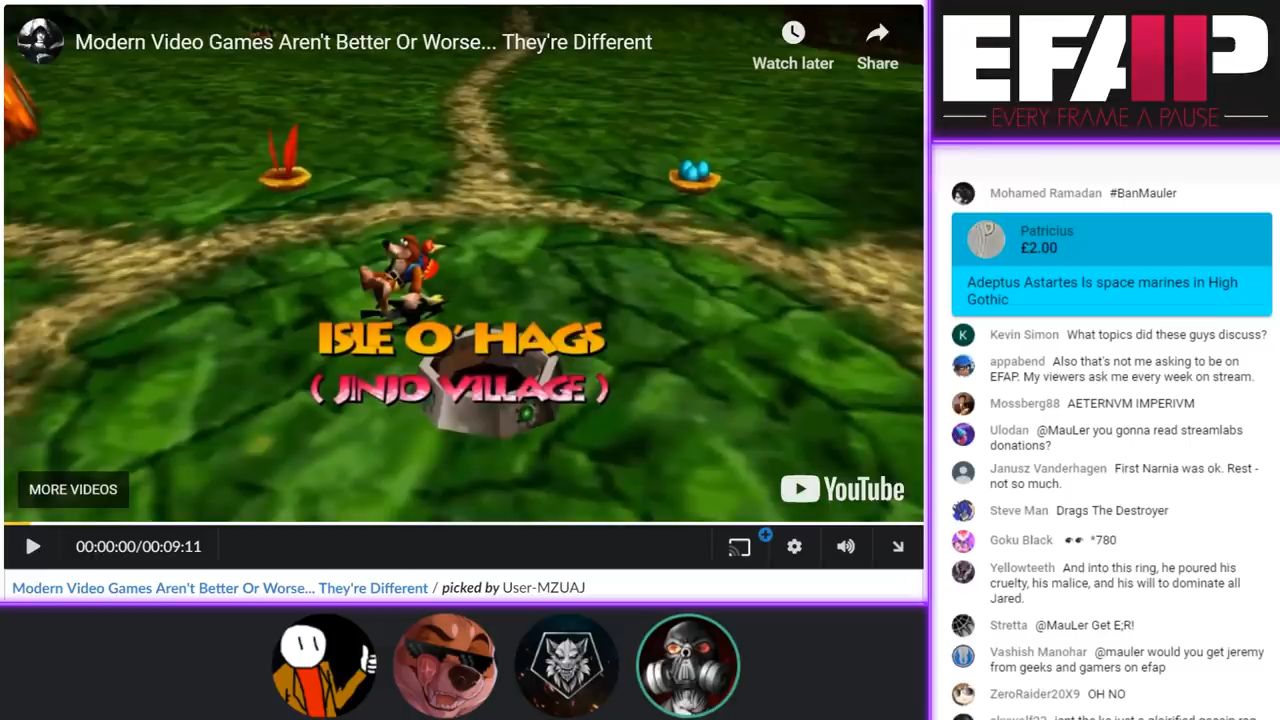 Modern Video Games Aren't Better Or Worse... They're Different
Watch later
Share
ISLE O' HAGS
( JINJO VILLAGE )
MORE VIDEOS
YouTube
00:00:00/00:09:11
Modern Video Games Aren't Better Or Worse... They're Different / picked by User-MZUAJ
EFAP
EVERY FRAME A PAUSE
Mohamed Ramadan #BanMauler
Patricius
£2.00
Adeptus Astartes Is space marines in High
Gothic
K
Kevin Simon What topics did these guys discuss?
appabend Also that's not me asking to be on
EFAP. My viewers ask me every week on stream.
Mossberg88 AETERNVM IMPERIVM
Ulodan @MauLer you gonna read streamlabs
donations?
Janusz Vanderhagen First Narnia was ok. Rest -
not so much.
Steve Man Drags The Destroyer
Goku Black 👀 *780
Yellowteeth And into this ring, he poured his
cruelty, his malice, and his will to dominate all
Jared.
Stretta @MauLer Get E;R!
Vashish Manohar @mauler would you get jeremy
from geeks and gamers on efap
ZeroRaider20X9 OH NO